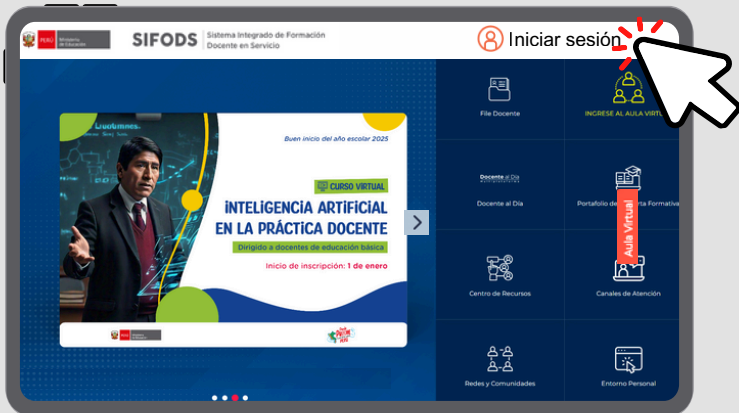 PERÚ
Ministerio
de Educación
SIFODS
Sistema Integrado de Formación
Docente en Servicio
Iniciar sesión
Buen inicio del año escolar 2025
CURSO VIRTUAL
INTELIGENCIA ARTIFICIAL
EN LA PRÁCTICA DOCENTE
Dirigido a docentes de educación básica
Inicio de inscripción: 1 de enero
File Docente
INGRESE AL AULA
Docente al Día
Docente al Día
Portafolio de
Formativa
Aula Virtual
Centro de Recursos
Canales de Atención
Redes y Comunidades
Entorno Personal